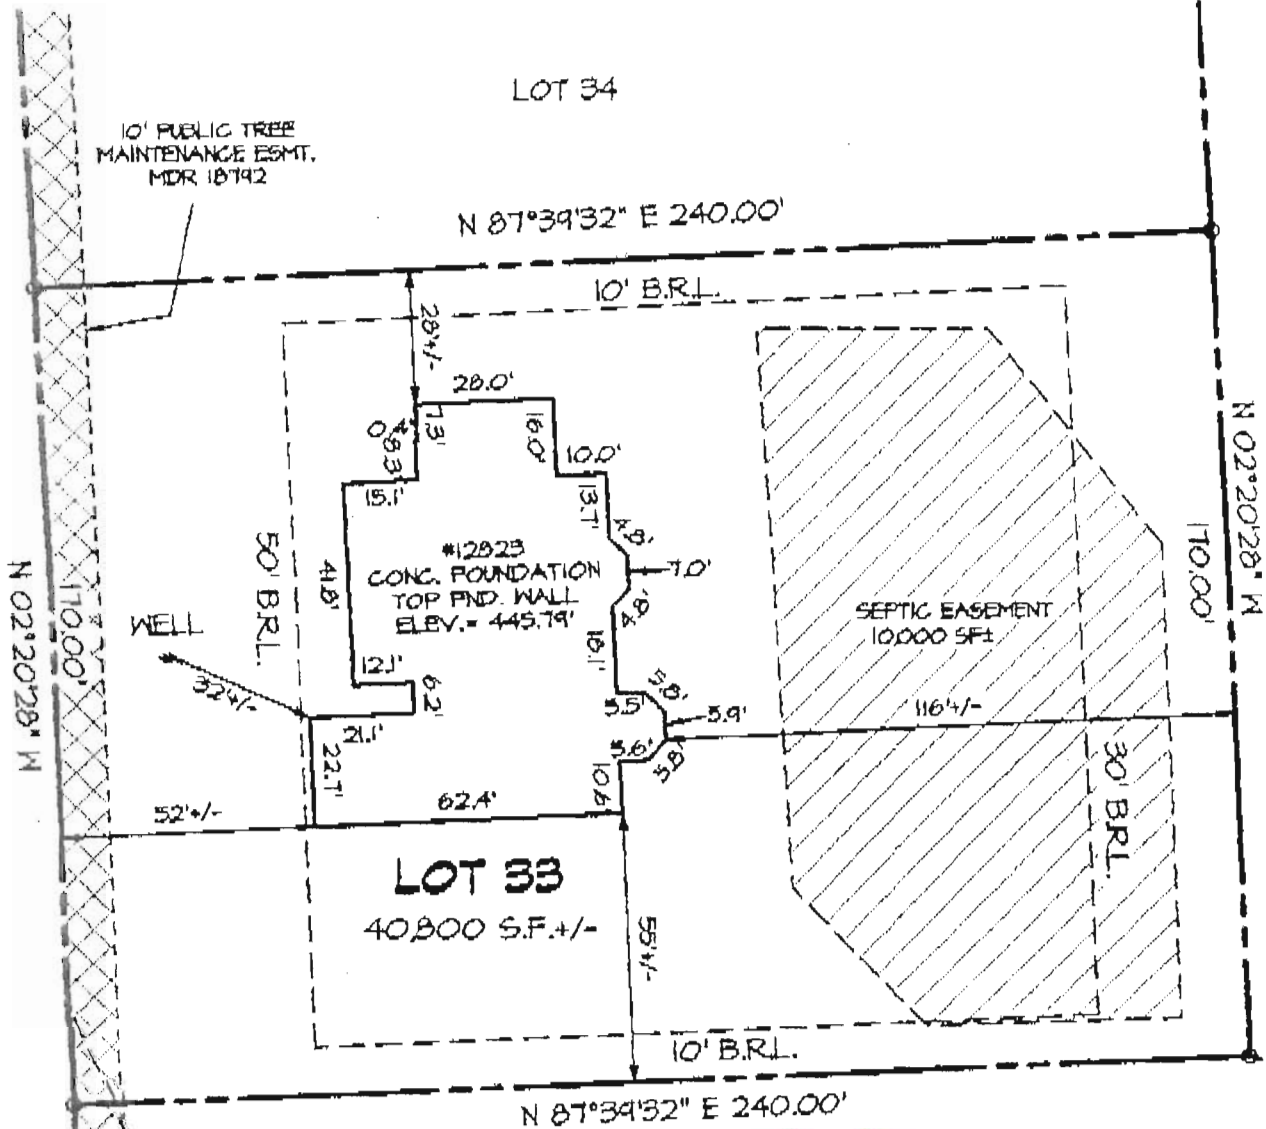 LOT 34
10' PUBLIC TREE
MAINTENANCE ESMT.
MDR 18792
N 87°39'32" E 240.00'
10' B.R.L.
28'+/-
28.0'
7.3'
0.4'
8.3'
16.0'
10.0'
15.1'
13.7'
4.8'
7.0'
4.8'
50' B.R.L.
41.8'
#12823
CONC. FOUNDATION
TOP FND. WALL
ELEV.= 445.79'
SEPTIC EASEMENT
10,000 SF±
N 02°20'28" W
170.00'
N 02°20'28" W
170.00'
WELL
32'+/-
12.1'
6.2'
18.1'
5.5'
5.8'
5.9'
116'+/-
21.1'
22.7'
5.6'
5.8'
10.8'
30' B.R.L.
52'+/-
62.4'
LOT 33
40,800 S.F.+/-
55'+/-
10' B.R.L.
N 87°39'32" E 240.00'